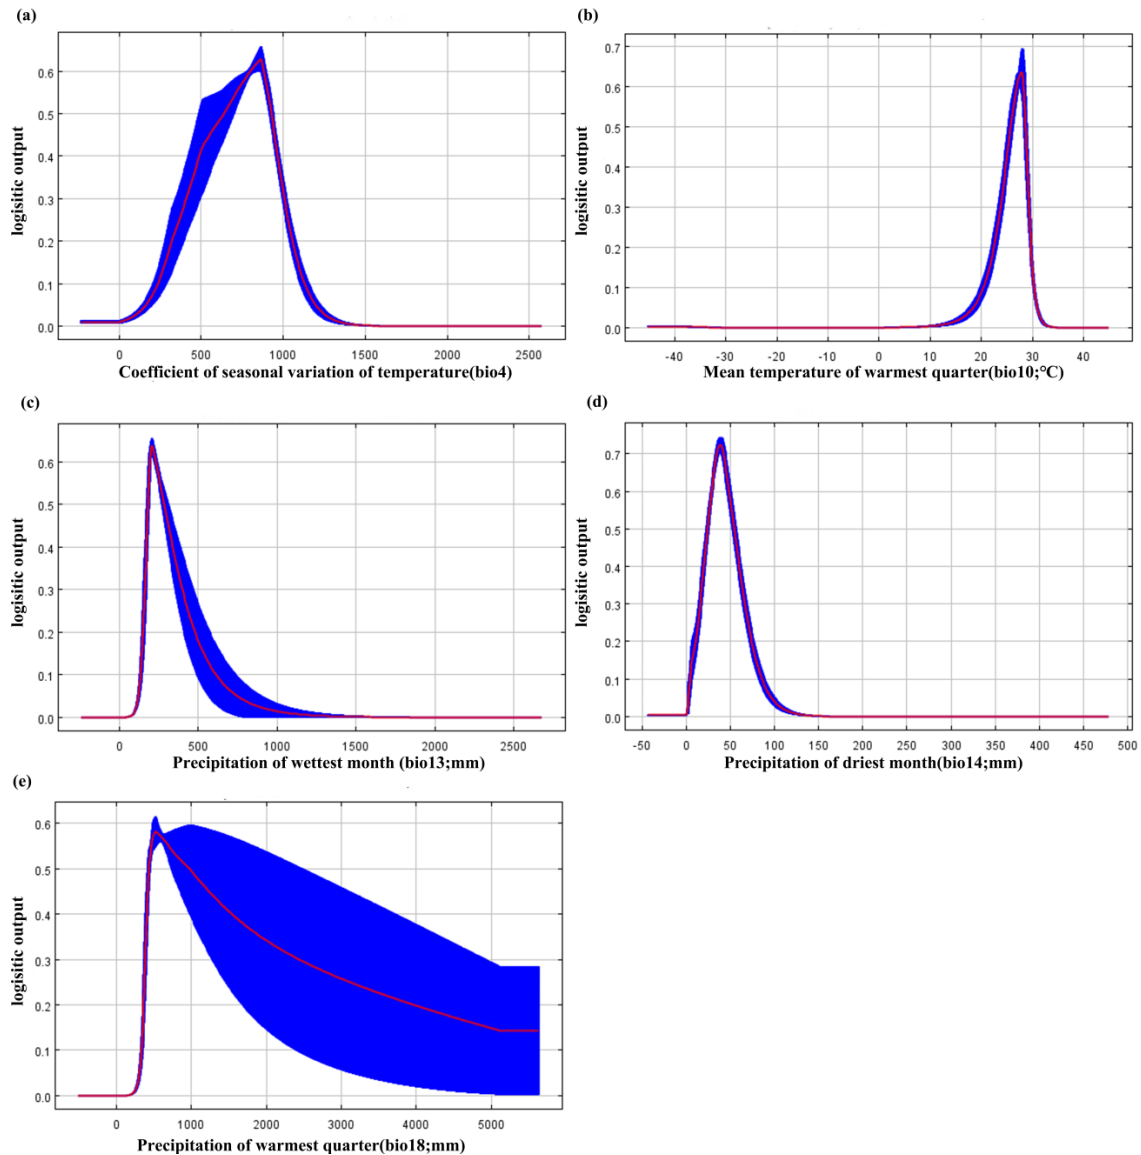 (a)
logisitic output
0.6
0.5
0.4
0.3
0.2
0.1
0.0
0 500 1000 1500 2000 2500
Coefficient of seasonal variation of temperature(bio4)
(b)
logisitic output
0.7
0.6
0.5
0.4
0.3
0.2
0.1
0.0
-40 -30 -20 -10 0 10 20 30 40
Mean temperature of warmest quarter(bio10;°C)
(c)
logisitic output
0.6
0.5
0.4
0.3
0.2
0.1
0.0
0 500 1000 1500 2000 2500
Precipitation of wettest month (bio13;mm)
(d)
logisitic output
0.7
0.6
0.5
0.4
0.3
0.2
0.1
0.0
-50 0 50 100 150 200 250 300 350 400 450 500
Precipitation of driest month(bio14;mm)
(e)
logisitic output
0.6
0.5
0.4
0.3
0.2
0.1
0.0
0 1000 2000 3000 4000 5000
Precipitation of warmest quarter(bio18;mm)